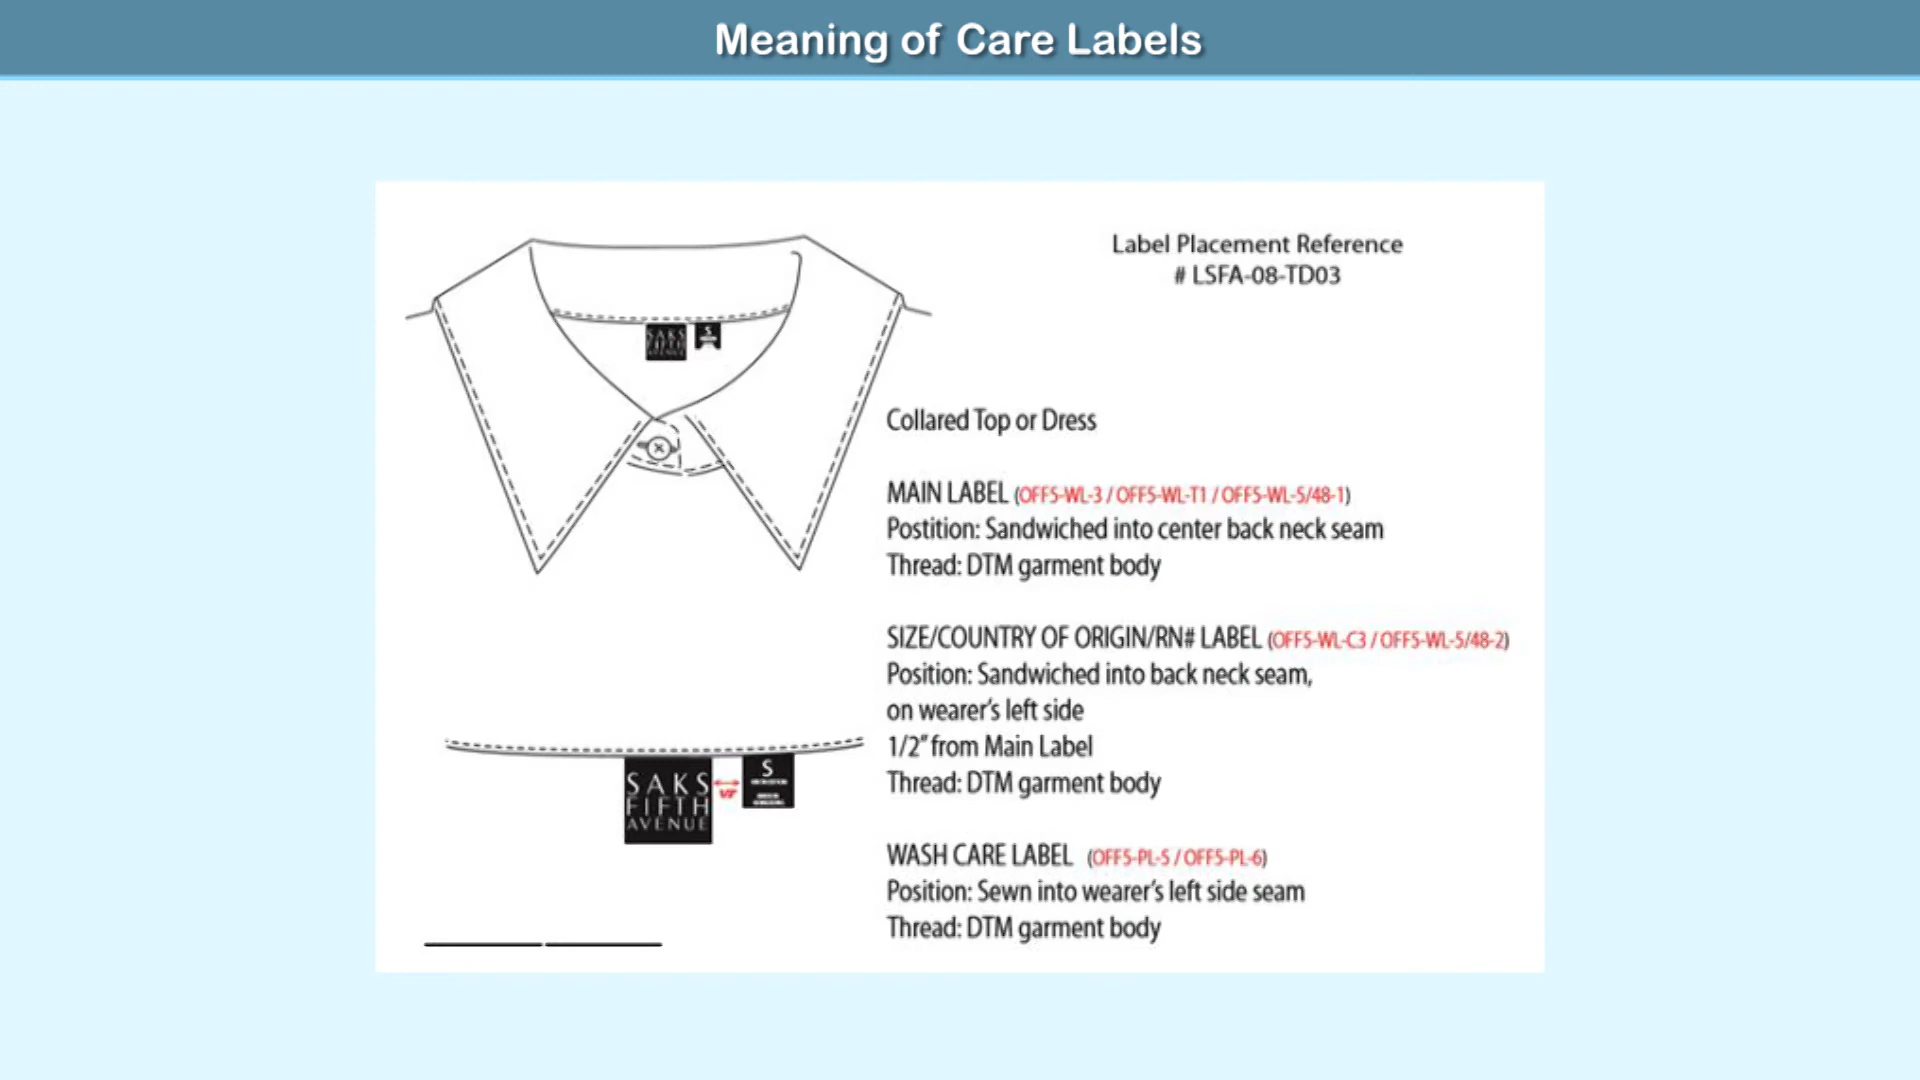 Meaning of Care Labels
Label Placement Reference
# LSFA-08-TD03
SAKS
FIFTH
AVENUE
S
Collared Top or Dress
MAIN LABEL (OFF5-WL-3 / OFF5-WL-T1 / OFF5-WL-5/48-1)
Postition: Sandwiched into center back neck seam
Thread: DTM garment body
SIZE/COUNTRY OF ORIGIN/RN# LABEL (OFF5-WL-C3 / OFF5-WL-5/48-2)
Position: Sandwiched into back neck seam,
on wearer's left side
1/2" from Main Label
Thread: DTM garment body
SAKS
FIFTH
AVENUE
S
WASH CARE LABEL (OFF5-PL-5 / OFF5-PL-6)
Position: Sewn into wearer's left side seam
Thread: DTM garment body